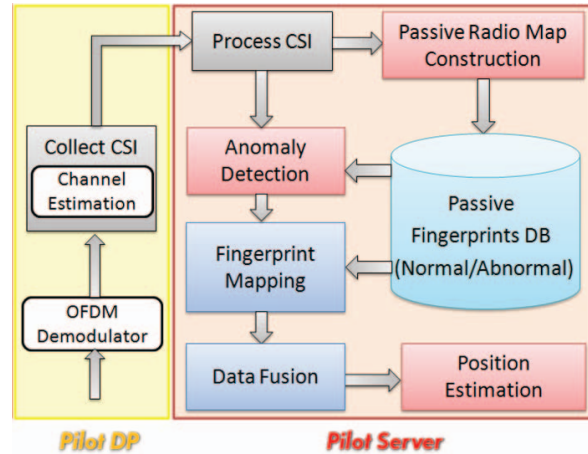 Process CSI
Passive Radio Map
Construction
Collect CSI
Channel
Estimation
Anomaly
Detection
Passive
Fingerprints DB
(Normal/Abnormal)
Fingerprint
Mapping
OFDM
Demodulator
Data Fusion
Position
Estimation
Pilot DP
Pilot Server